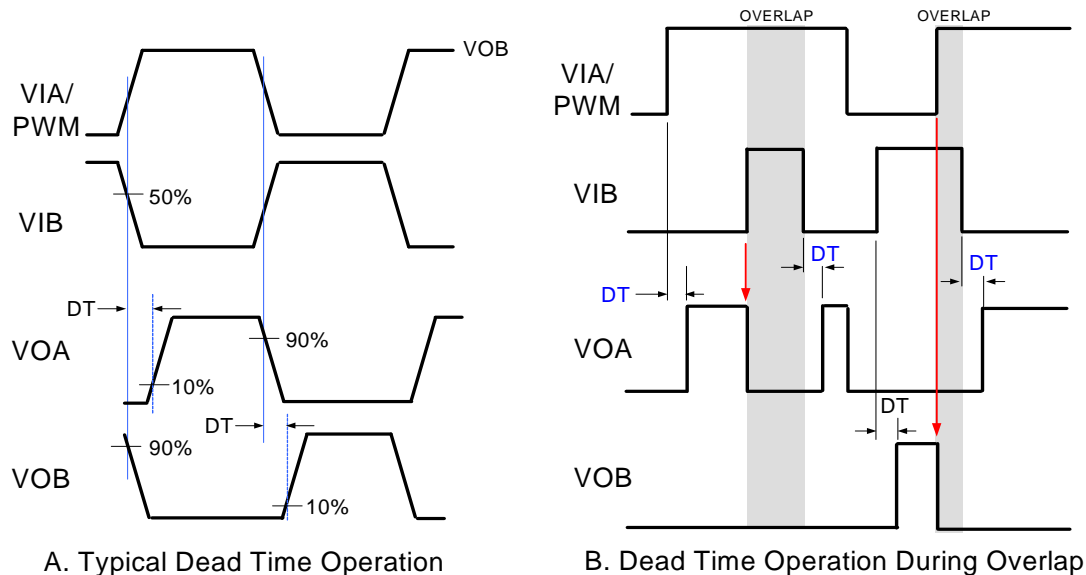 VOB
VIA/
PWM
50%
VIB
DT
VOA
90%
10%
DT
90%
VOB
10%
A. Typical Dead Time Operation
OVERLAP
OVERLAP
VIA/
PWM
VIB
DT
DT
DT
VOA
DT
VOB
B. Dead Time Operation During Overlap